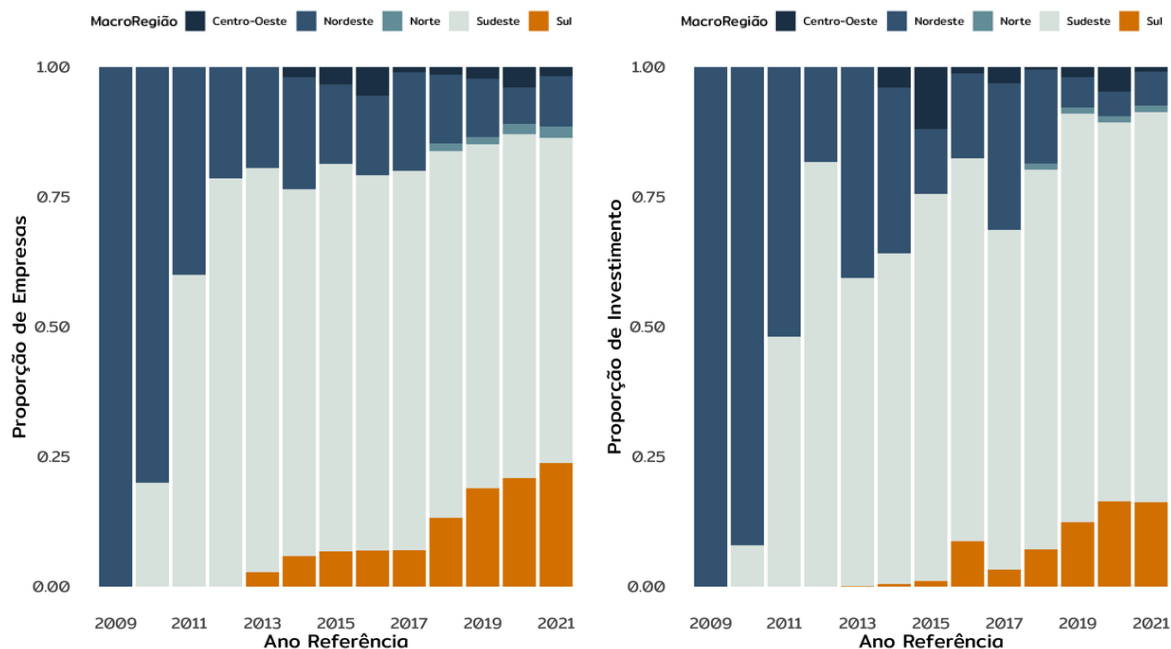 MacroRegião Centro-Oeste Nordeste Norte Sudeste Sul
Proporção de Empresas
1.00
0.75
0.50
0.25
0.00
2009 2011 2013 2015 2017 2019 2021
Ano Referência
MacroRegião Centro-Oeste Nordeste Norte Sudeste Sul
Proporção de Investimento
1.00
0.75
0.50
0.25
0.00
2009 2011 2013 2015 2017 2019 2021
Ano Referência